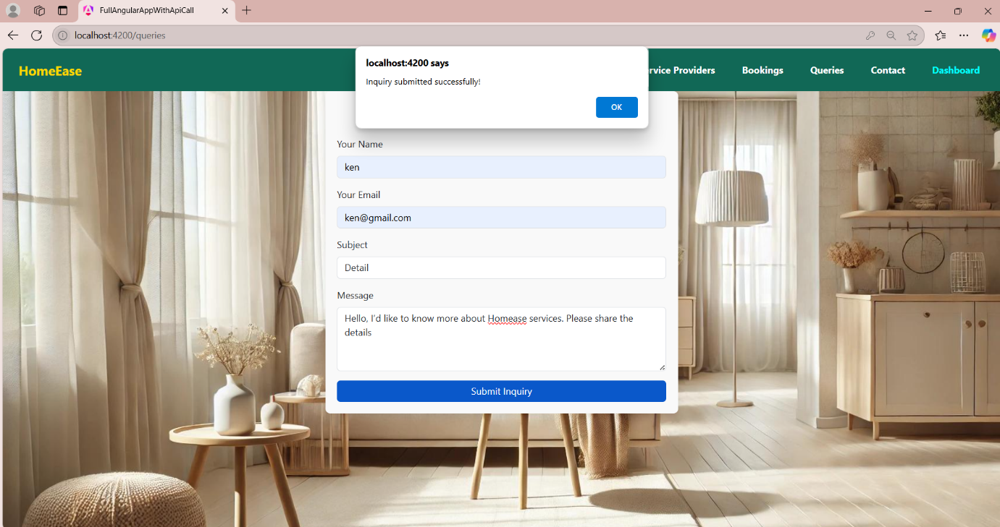 FullAngularAppWithApiCall
localhost:4200/queries
HomeEase
Providers
Bookings
Queries
Contact
Dashboard
localhost:4200 says
Inquiry submitted successfully!
OK
Your Name
ken
Your Email
ken@gmail.com
Subject
Detail
Message
Hello, I'd like to know more about Homease services. Please share the
details
Submit Inquiry